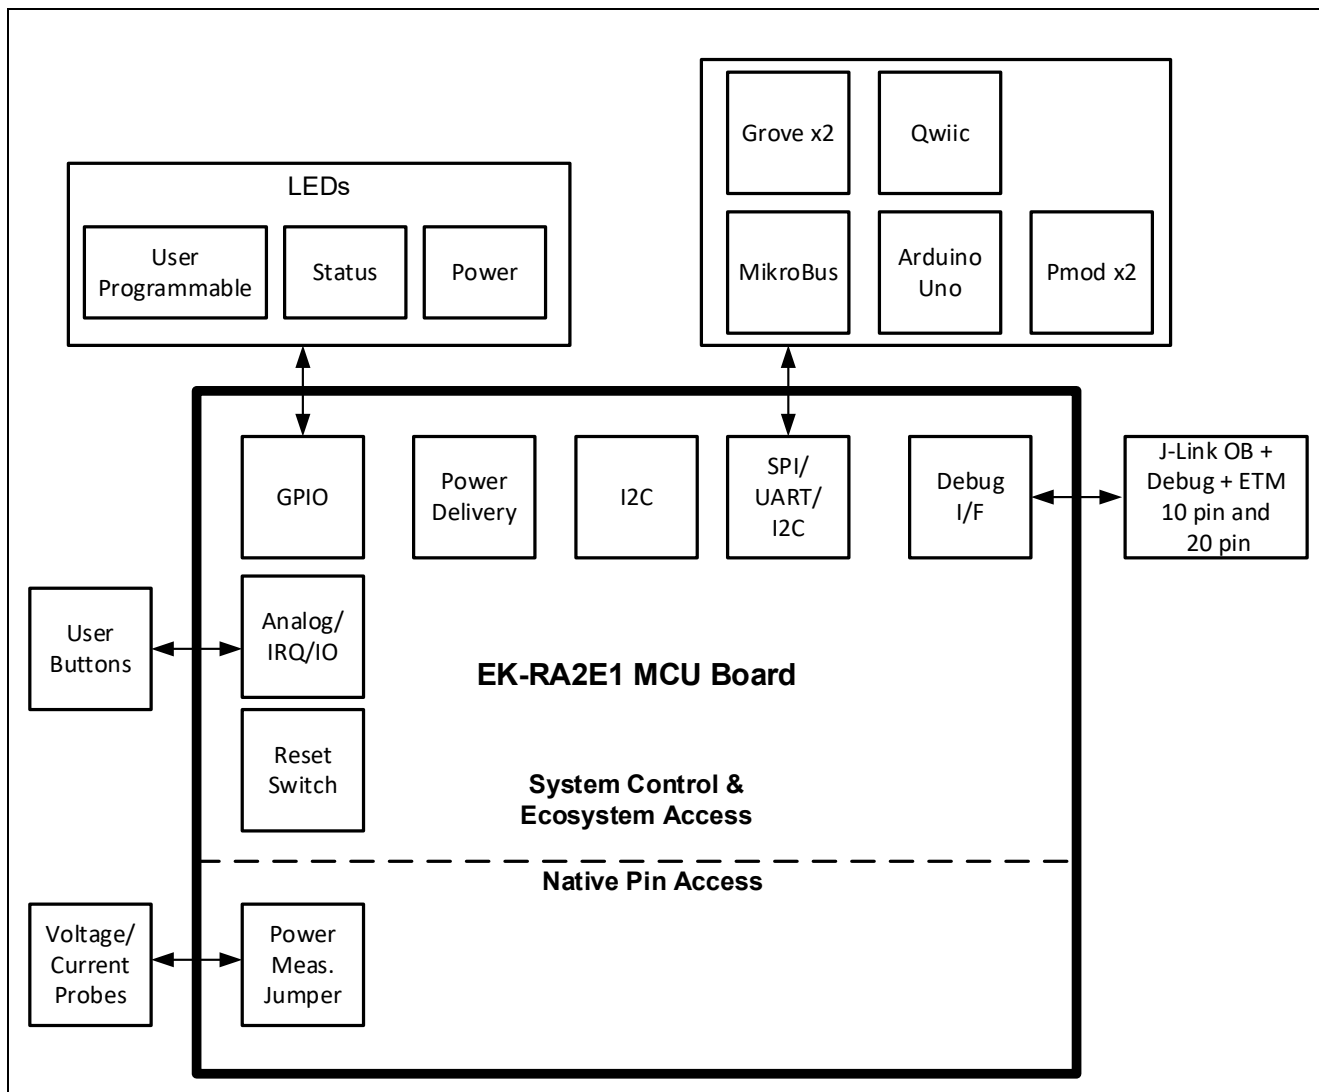 Grove x2
Qwiic
LEDs
User
Programmable
Status
Power
MikroBus
Arduino
Uno
Pmod x2
GPIO
Power
Delivery
I2C
SPI/
UART/
I2C
Debug
I/F
J-Link OB +
Debug + ETM
10 pin and
20 pin
User
Buttons
Analog/
IRQ/IO
EK-RA2E1 MCU Board
Reset
Switch
System Control &
Ecosystem Access
Native Pin Access
Voltage/
Current
Probes
Power
Meas.
Jumper